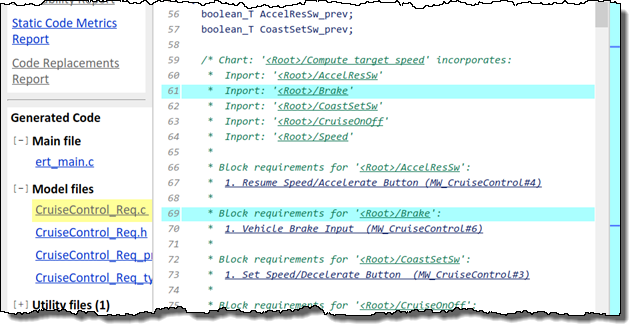 Static Code Metrics
Report
Code Replacements
Report
Generated Code
[-] Main file
ert_main.c
[-] Model files
CruiseControl_Req.c
CruiseControl_Req.h
CruiseControl_Req_p
CruiseControl_Req_ty
[+] Utility files (1)
56 boolean_T AccelResSw_prev;
57 boolean_T CoastSetSw_prev;
58
59 /* Chart: '<Root>/Compute target speed' incorporates:
60 *  Inport: '<Root>/AccelResSw'
61 *  Inport: '<Root>/Brake'
62 *  Inport: '<Root>/CoastSetSw'
63 *  Inport: '<Root>/CruiseOnOff'
64 *  Inport: '<Root>/Speed'
65 *
66 * Block requirements for '<Root>/AccelResSw':
67 *  1. Resume Speed/Accelerate Button (MW_CruiseControl#4)
68 *
69 * Block requirements for '<Root>/Brake':
70 *  1. Vehicle Brake Input  (MW_CruiseControl#6)
71 *
72 * Block requirements for '<Root>/CoastSetSw':
73 *  1. Set Speed/Decelerate Button  (MW_CruiseControl#3)
74 *
75 * Block requirements for '<Root>/CruiseOnOff':